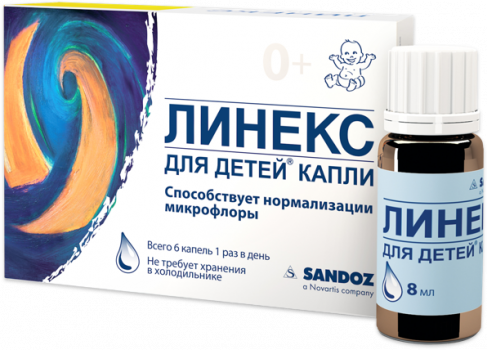 0+
ЛИНЕКС
ДЛЯ ДЕТЕЙ® КАПЛИ
Способствует нормализации
микрофлоры
Всего 6 капель 1 раз в день
Не требует хранения
в холодильнике
SANDOZ
a Novartis company
SANDOZ
ЛИНЕКС
ДЛЯ ДЕТЕЙ® КАП
8 мл